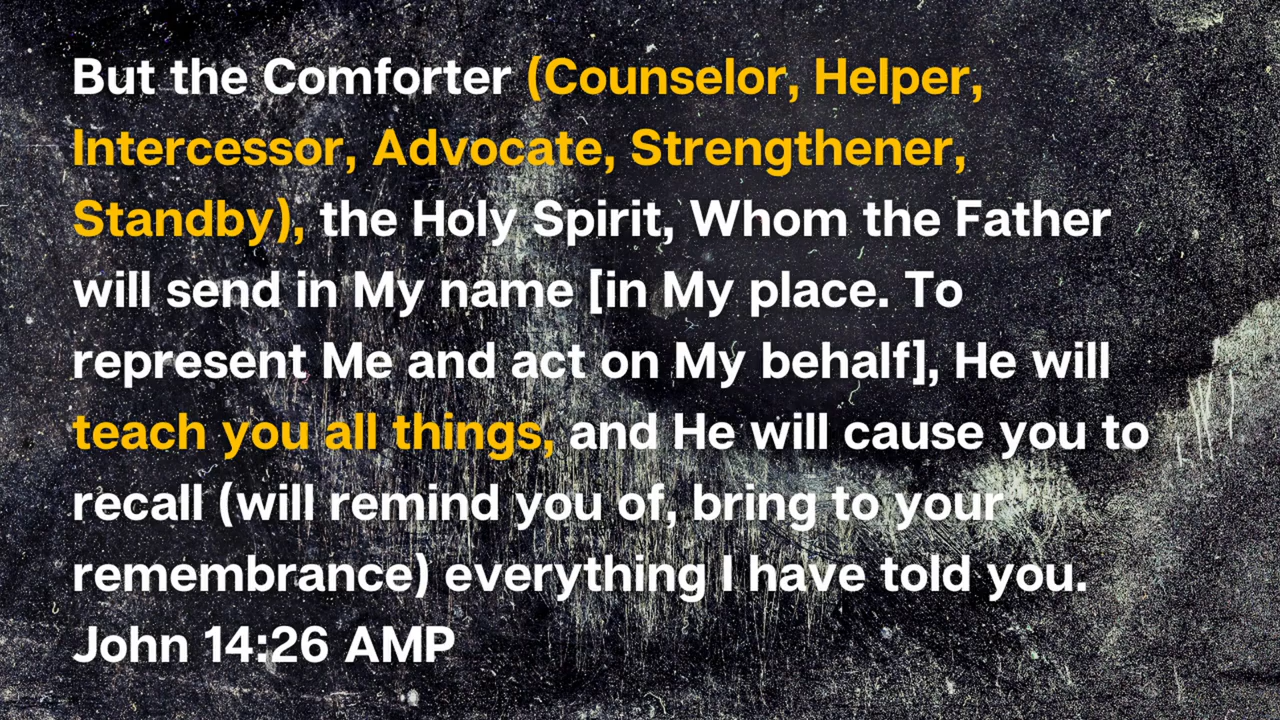 But the Comforter (Counselor, Helper,
Intercessor, Advocate, Strengthener,
Standby), the Holy Spirit, Whom the Father
will send in My name [in My place. To
represent Me and act on My behalf], He will
teach you all things, and He will cause you to
recall (will remind you of, bring to your
remembrance) everything I have told you.
John 14:26 AMP